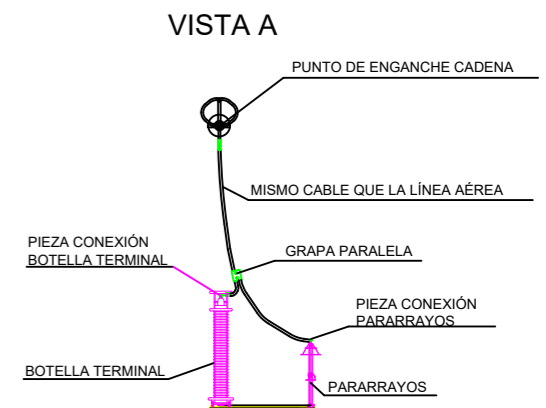 VISTA A
PUNTO DE ENGANCHE CADENA
MISMO CABLE QUE LA LÍNEA AÉREA
PIEZA CONEXIÓN
BOTELLA TERMINAL
GRAPA PARALELA
PIEZA CONEXIÓN
PARARRAYOS
BOTELLA TERMINAL
PARARRAYOS